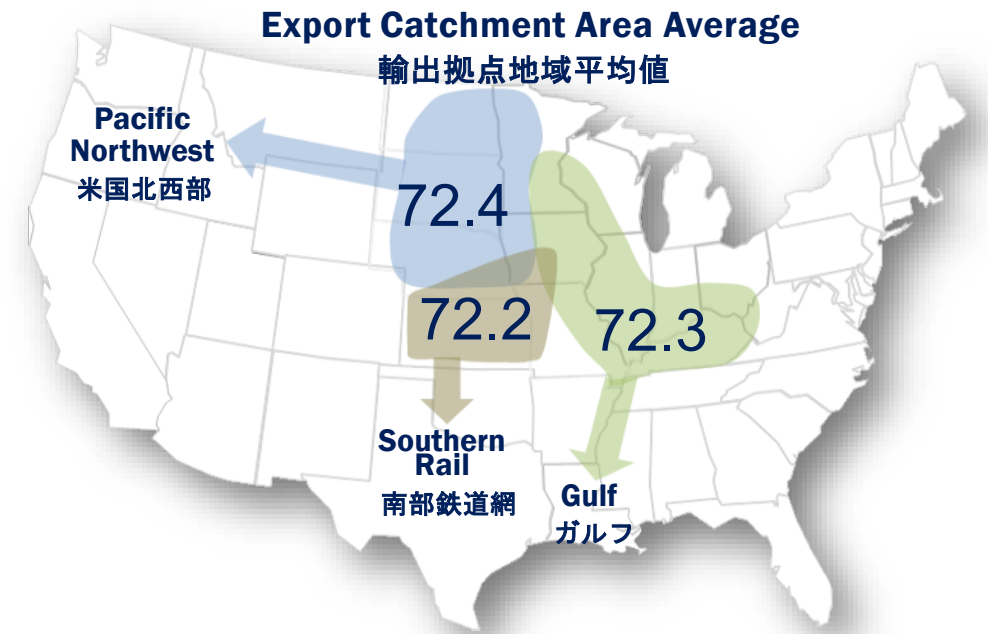 Export Catchment Area Average
輸出拠点地域平均値
Pacific
Northwest
米国北西部
72.4
72.2
72.3
Southern
Rail
南部鉄道網
Gulf
ガルフ